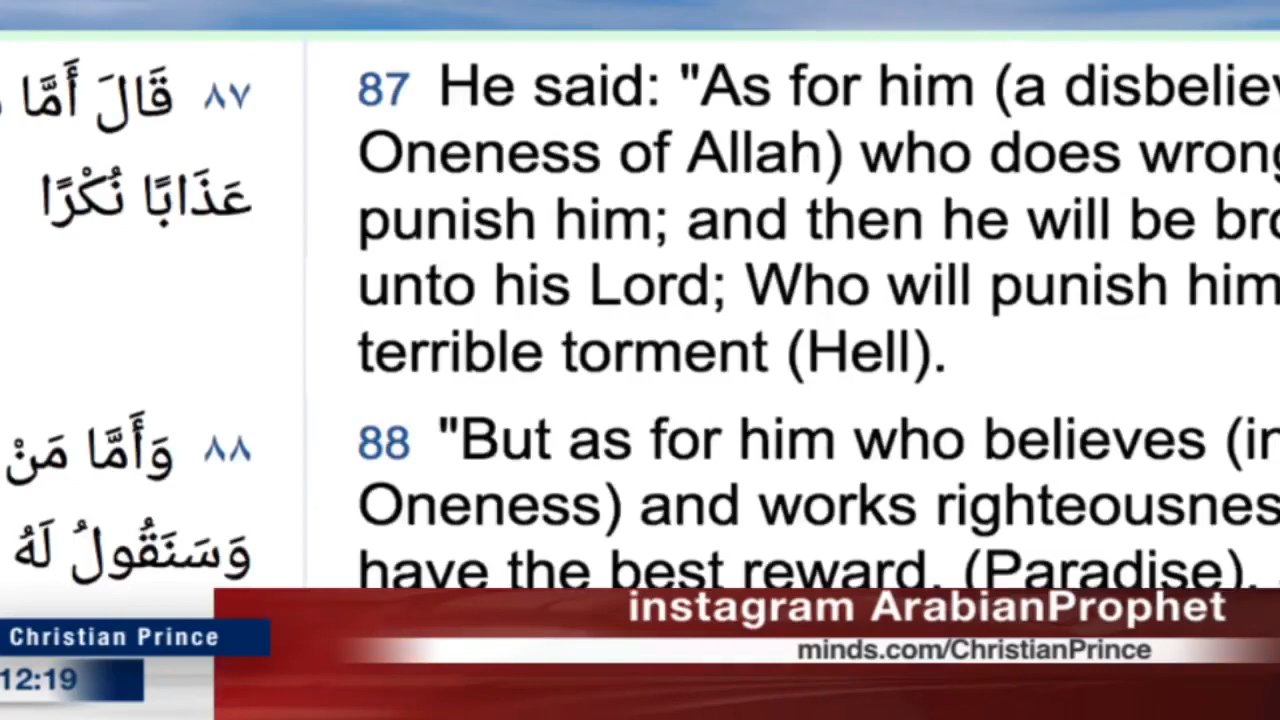 ٨٧ قَالَ أَمَّا
عَذَابًا نُكْرًا
87 He said: "As for him (a disbeliev
Oneness of Allah) who does wrong
punish him; and then he will be bro
unto his Lord; Who will punish him
terrible torment (Hell).
٨٨ وَأَمَّا مَنْ
وَسَنَقُولُ لَهُ
88 "But as for him who believes (in
Oneness) and works righteousnes
have the best reward, (Paradise),
instagram ArabianProphet
Christian Prince
minds.com/ChristianPrince
12:19